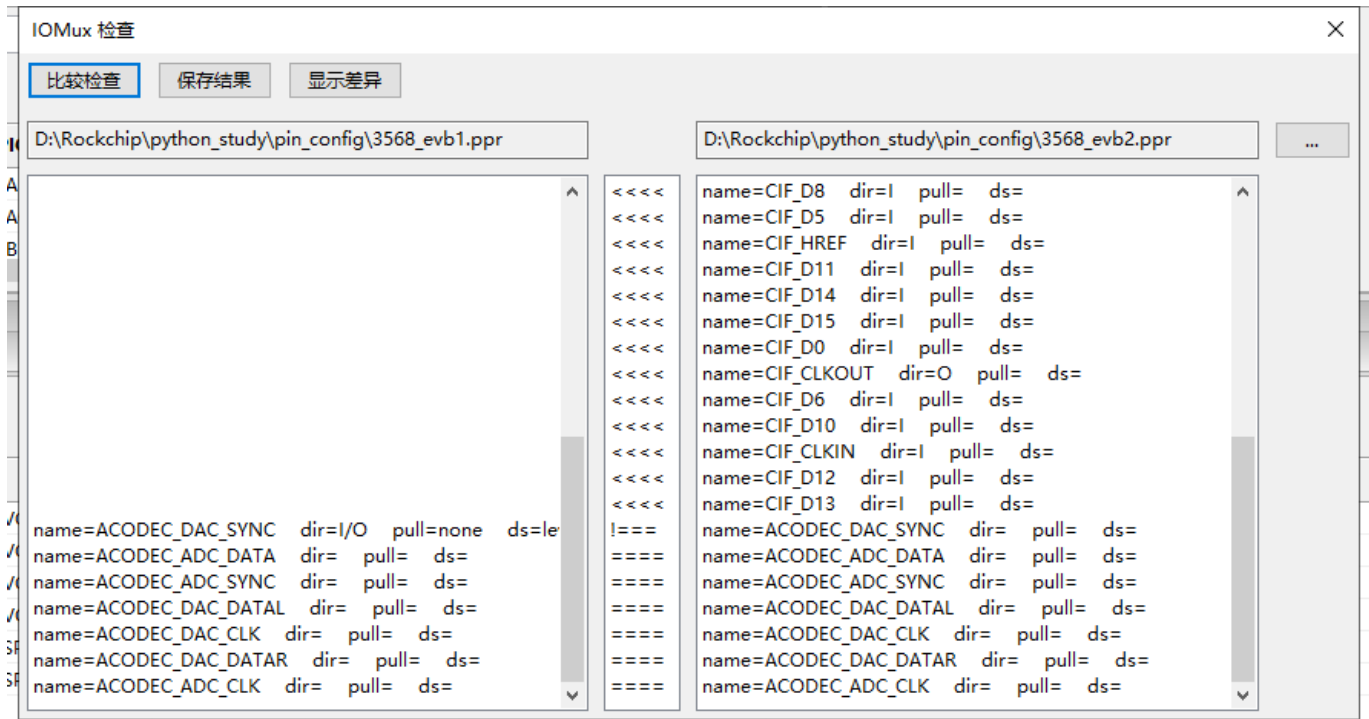 IOMux 检查
比较检查 保存结果 显示差异
D:\Rockchip\python_study\pin_config\3568_evb1.ppr D:\Rockchip\python_study\pin_config\3568_evb2.ppr ...
<<<< name=CIF_D8 dir=I pull= ds=
<<<< name=CIF_D5 dir=I pull= ds=
<<<< name=CIF_HREF dir=I pull= ds=
<<<< name=CIF_D11 dir=I pull= ds=
<<<< name=CIF_D14 dir=I pull= ds=
<<<< name=CIF_D15 dir=I pull= ds=
<<<< name=CIF_D0 dir=I pull= ds=
<<<< name=CIF_CLKOUT dir=O pull= ds=
<<<< name=CIF_D6 dir=I pull= ds=
<<<< name=CIF_D10 dir=I pull= ds=
<<<< name=CIF_CLKIN dir=I pull= ds=
<<<< name=CIF_D12 dir=I pull= ds=
<<<< name=CIF_D13 dir=I pull= ds=
name=ACODEC_DAC_SYNC dir=I/O pull=none ds=le !=== name=ACODEC_DAC_SYNC dir= pull= ds=
name=ACODEC_ADC_DATA dir= pull= ds= ==== name=ACODEC_ADC_DATA dir= pull= ds=
name=ACODEC_ADC_SYNC dir= pull= ds= ==== name=ACODEC_ADC_SYNC dir= pull= ds=
name=ACODEC_DAC_DATAL dir= pull= ds= ==== name=ACODEC_DAC_DATAL dir= pull= ds=
name=ACODEC_DAC_CLK dir= pull= ds= ==== name=ACODEC_DAC_CLK dir= pull= ds=
name=ACODEC_DAC_DATAR dir= pull= ds= ==== name=ACODEC_DAC_DATAR dir= pull= ds=
name=ACODEC_ADC_CLK dir= pull= ds= ==== name=ACODEC_ADC_CLK dir= pull= ds=